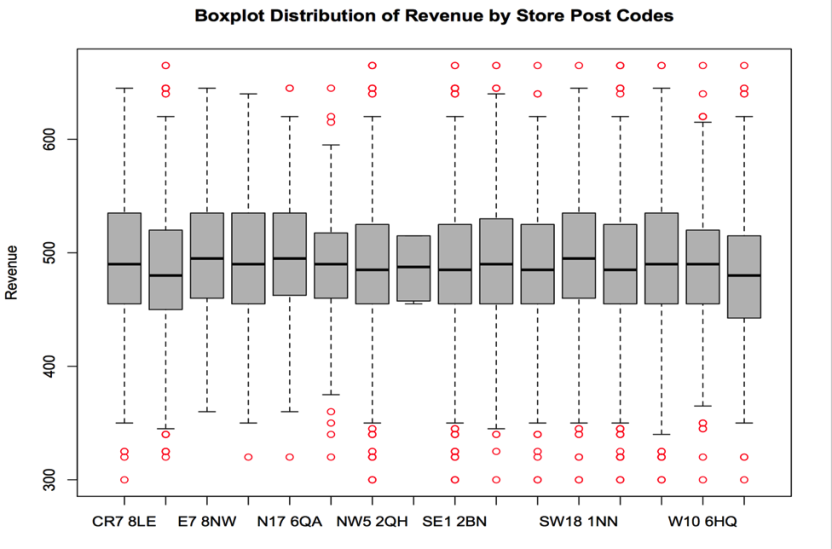 Boxplot Distribution of Revenue by Store Post Codes
Revenue
600
500
400
300
CR7 8LE E7 8NW N17 6QA NW5 2QH SE1 2BN SW18 1NN W10 6HQ